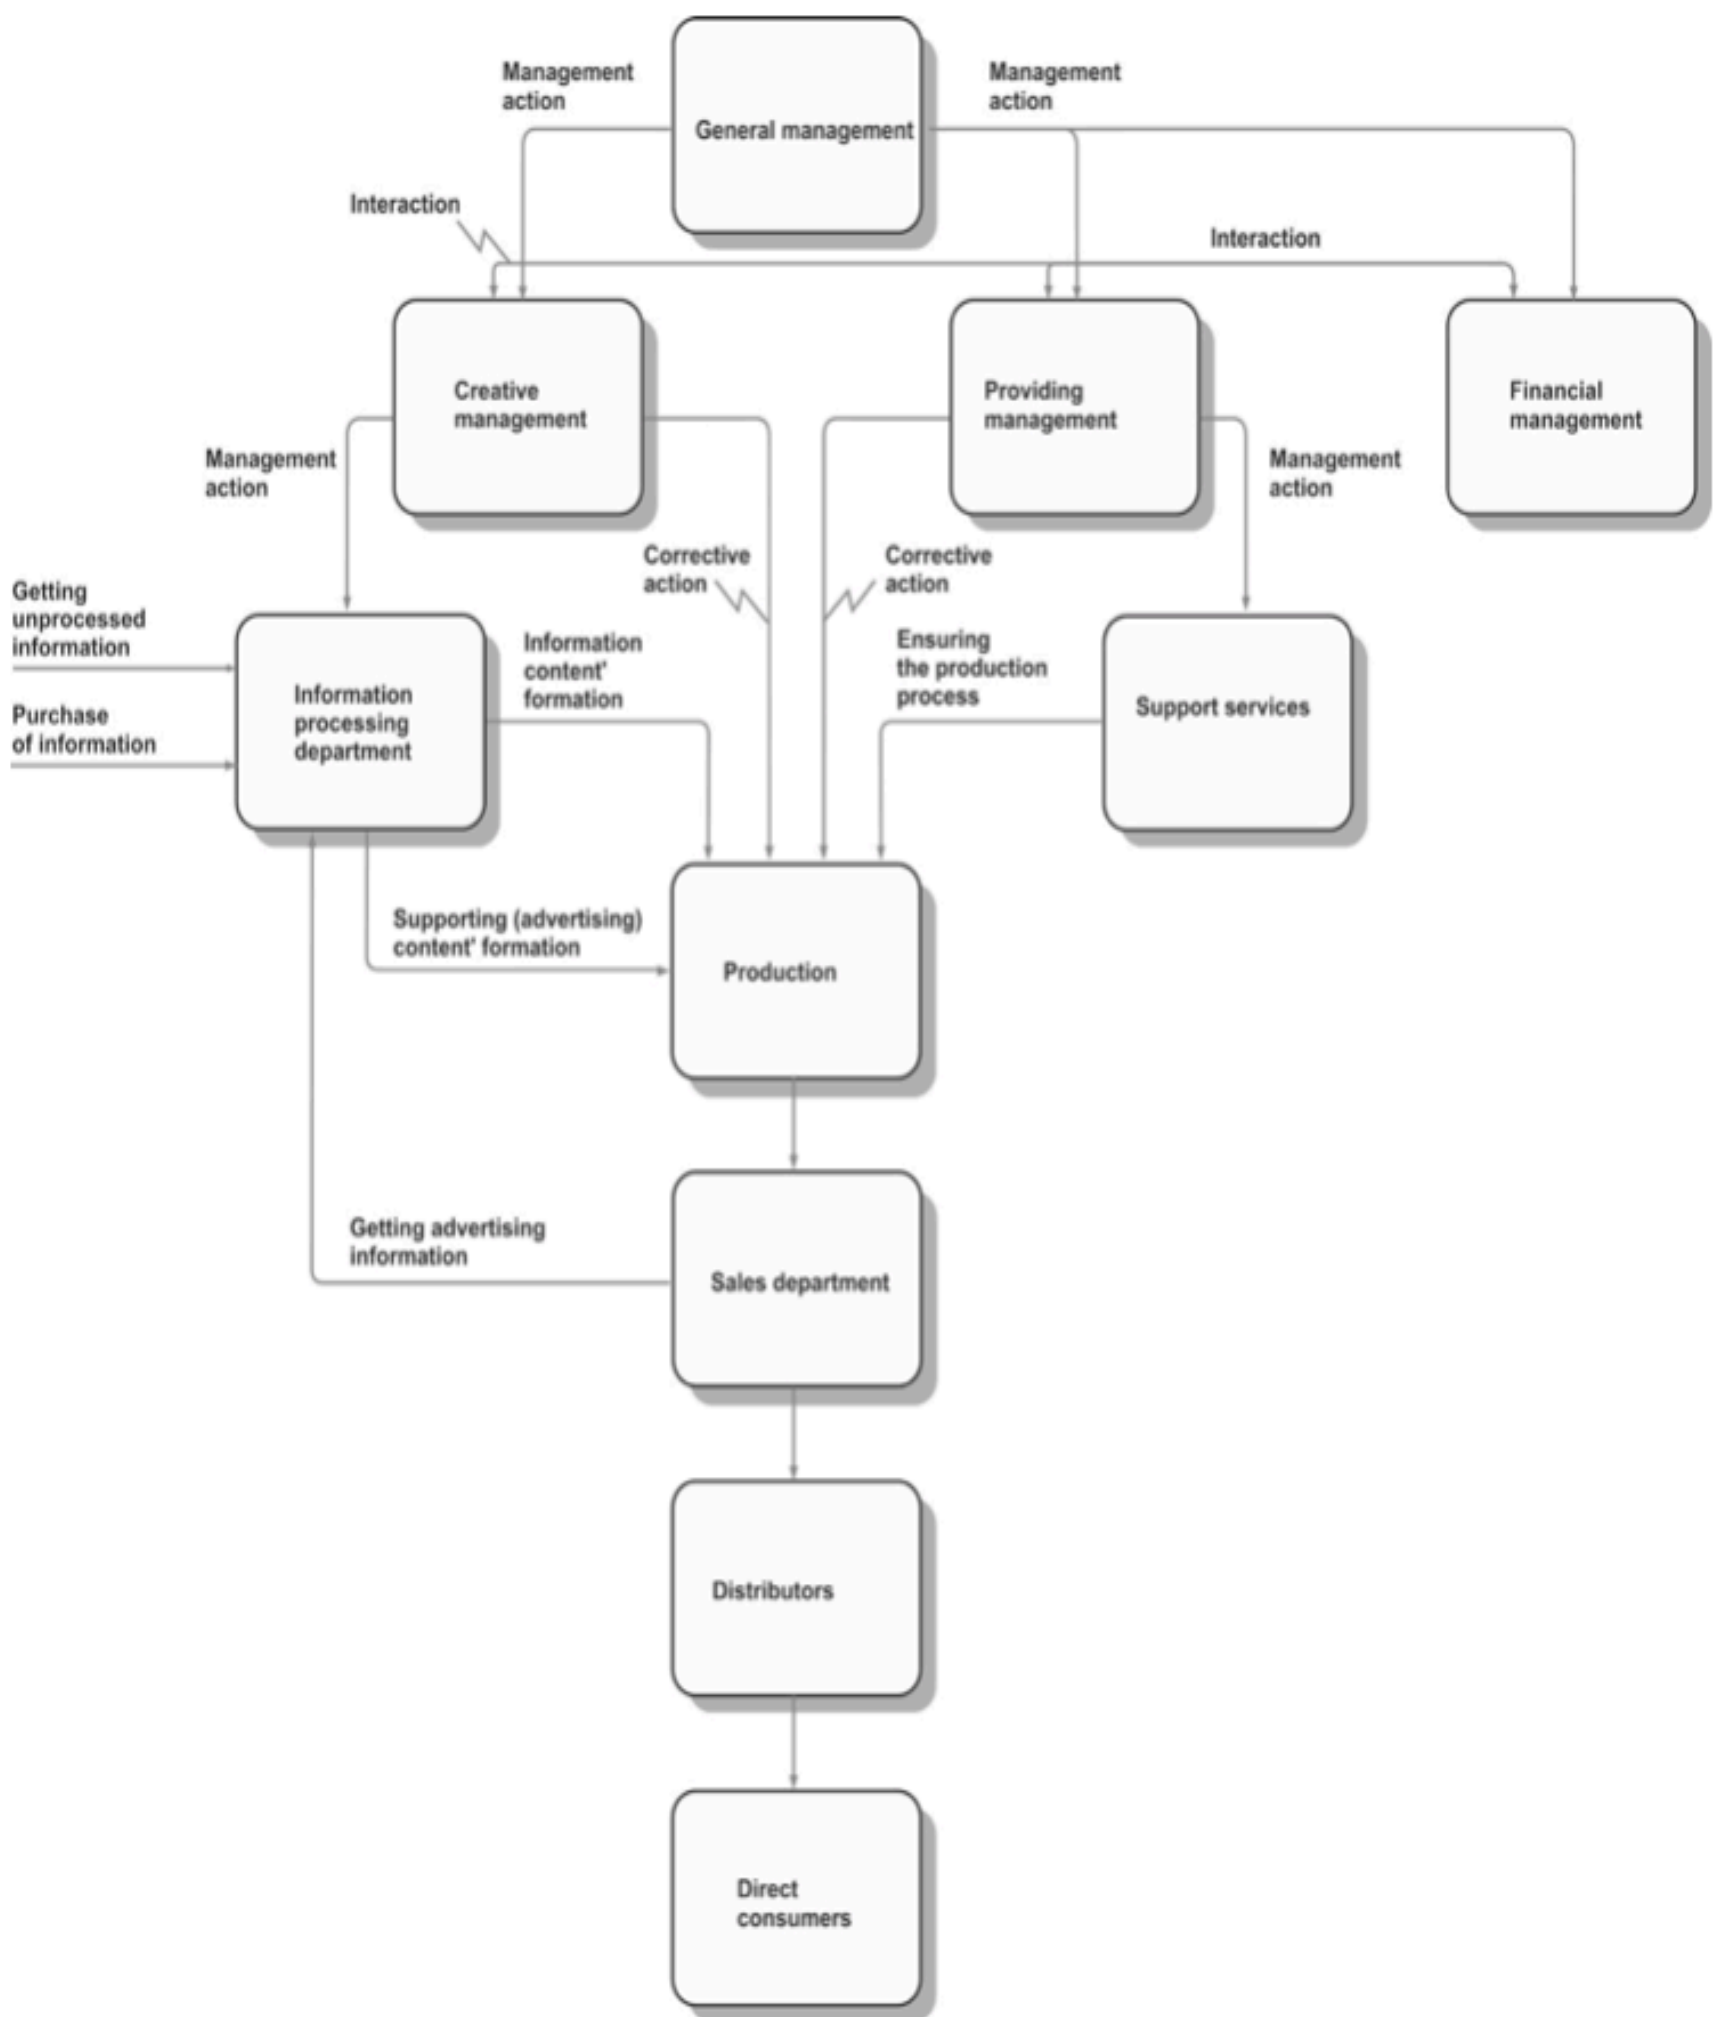 Management
action
Management
action
General management
Interaction
Interaction
Creative
management
Providing
management
Financial
management
Management
action
Management
action
Corrective
action
Corrective
action
Getting
unprocessed
information
Information
content'
formation
Ensuring
the production
process
Information
processing
department
Support services
Purchase
of information
Supporting (advertising)
content' formation
Production
Getting advertising
information
Sales department
Distributors
Direct
consumers